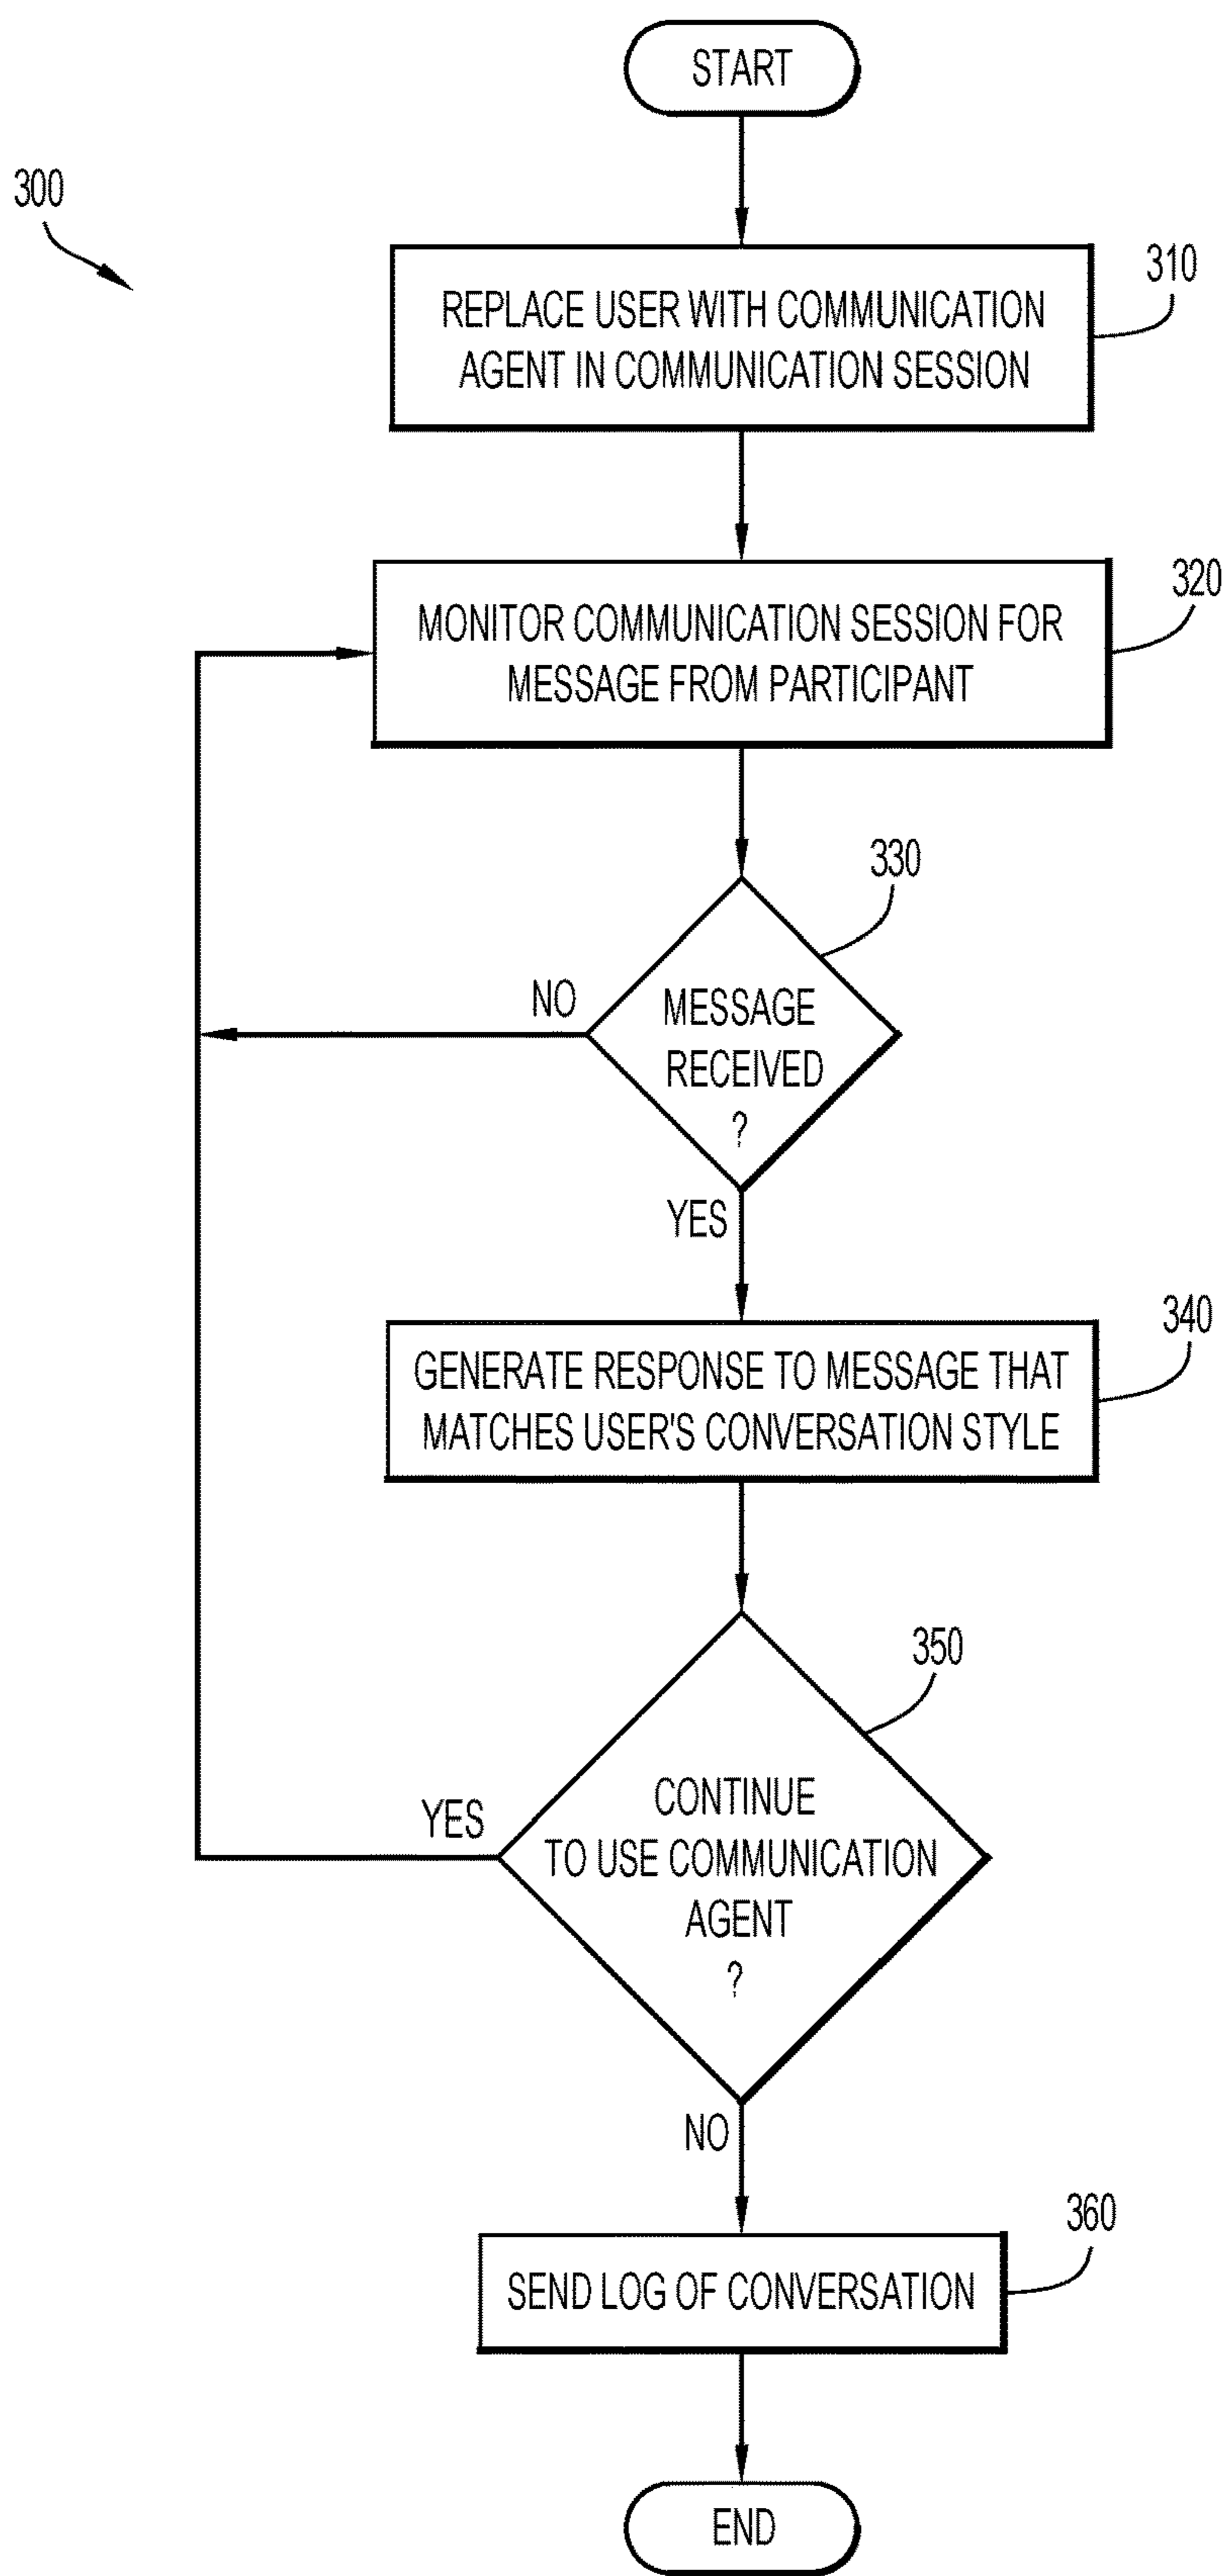 START
300
310
REPLACE USER WITH COMMUNICATION
AGENT IN COMMUNICATION SESSION
320
MONITOR COMMUNICATION SESSION FOR
MESSAGE FROM PARTICIPANT
330
NO
MESSAGE
RECEIVED
?
YES
340
GENERATE RESPONSE TO MESSAGE THAT
MATCHES USER'S CONVERSATION STYLE
350
YES
CONTINUE
TO USE COMMUNICATION
AGENT
?
NO
360
SEND LOG OF CONVERSATION
END